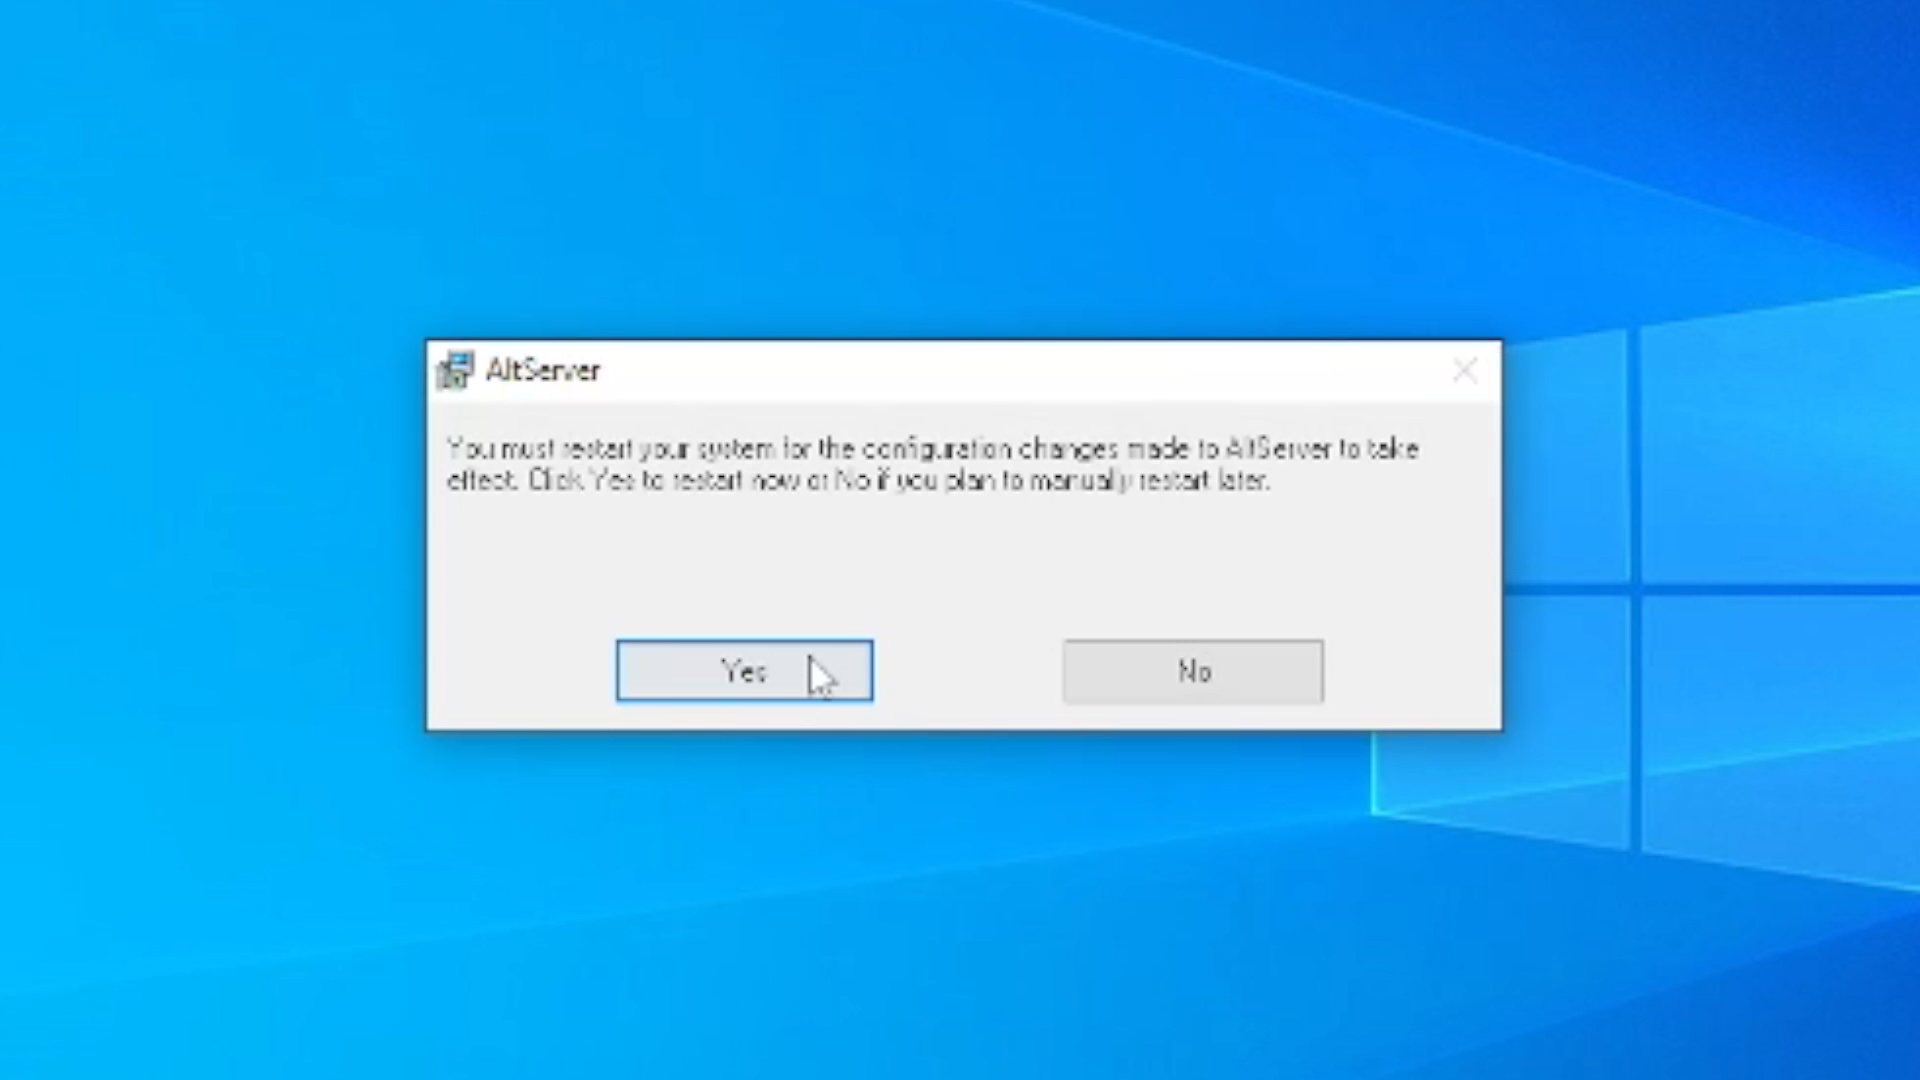 AltServer
You must restart your system for the configuration changes made to AltServer to take
effect. Click Yes to restart now or No if you plan to manually restart later.
Yes
No